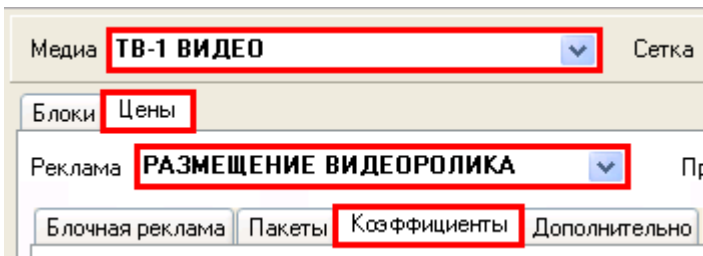 Медиа ТВ-1 ВИДЕО Сетка
Блоки Цены
Реклама РАЗМЕЩЕНИЕ ВИДЕОРОЛИКА
Блочная реклама Пакеты Коэффициенты Дополнительно